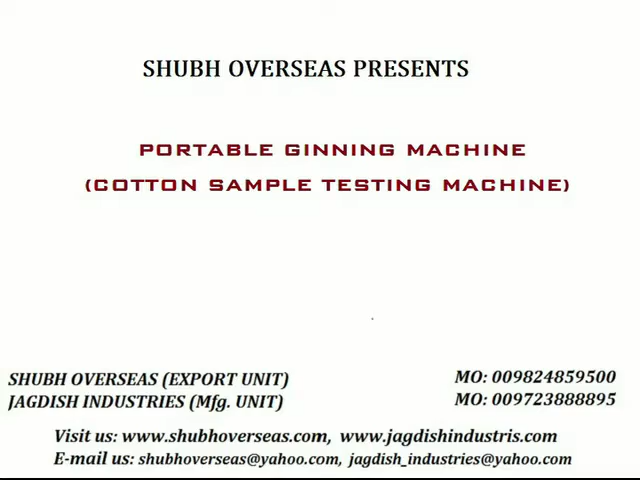 SHUBH OVERSEAS PRESENTS
PORTABLE GINNING MACHINE
(COTTON SAMPLE TESTING MACHINE)
SHUBH OVERSEAS (EXPORT UNIT) MO: 009824859500
JAGDISH INDUSTRIES (Mfg. UNIT) MO: 009723888895
Visit us: www.shubhoverseas.com, www.jagdishindustris.com
E-mail us: shubhoverseas@yahoo.com, jagdish_industries@yahoo.com